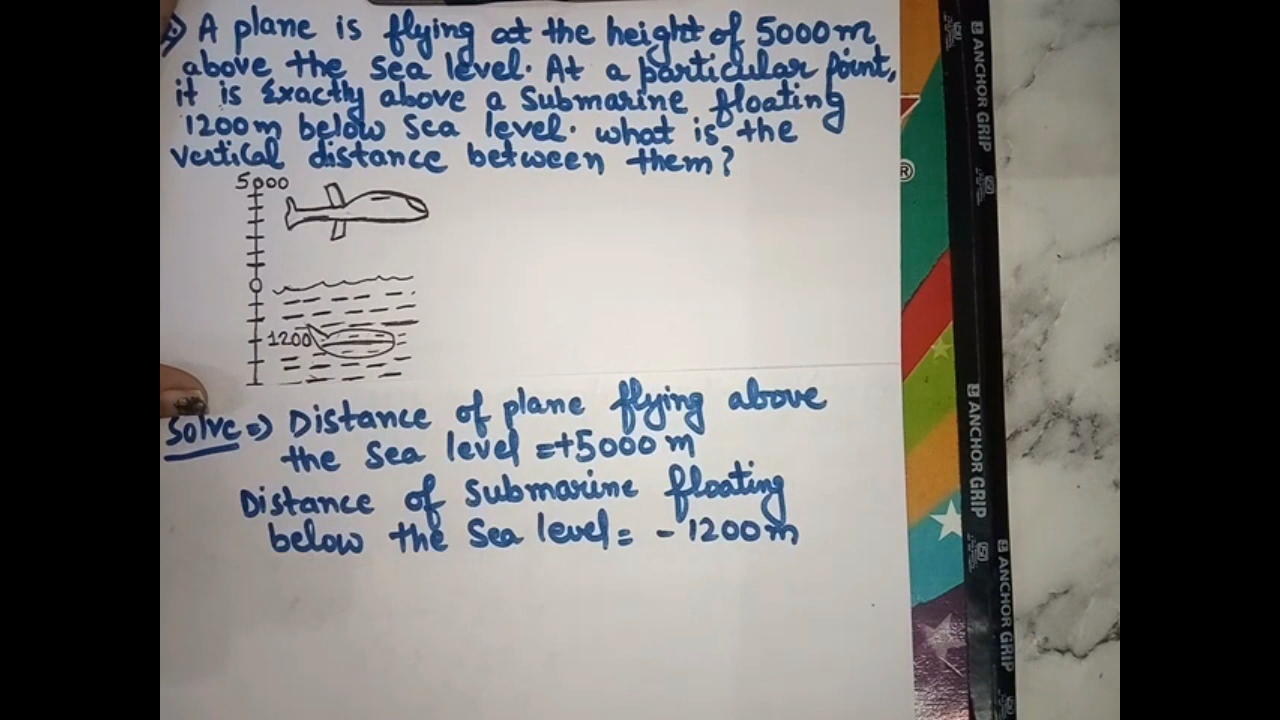 A plane is flying at the height of 5000m
above the sea level. At a particular point,
it is Exactly above a submarine floating
1200m below sea level. what is the
vertical distance between them?
5000
1200
Solve => Distance of plane flying above
the sea level =+5000 m
Distance of submarine floating
below the sea level = - 1200m
ANCHOR GRIP
ANCHOR GRIP
ANCHOR GRIP
R